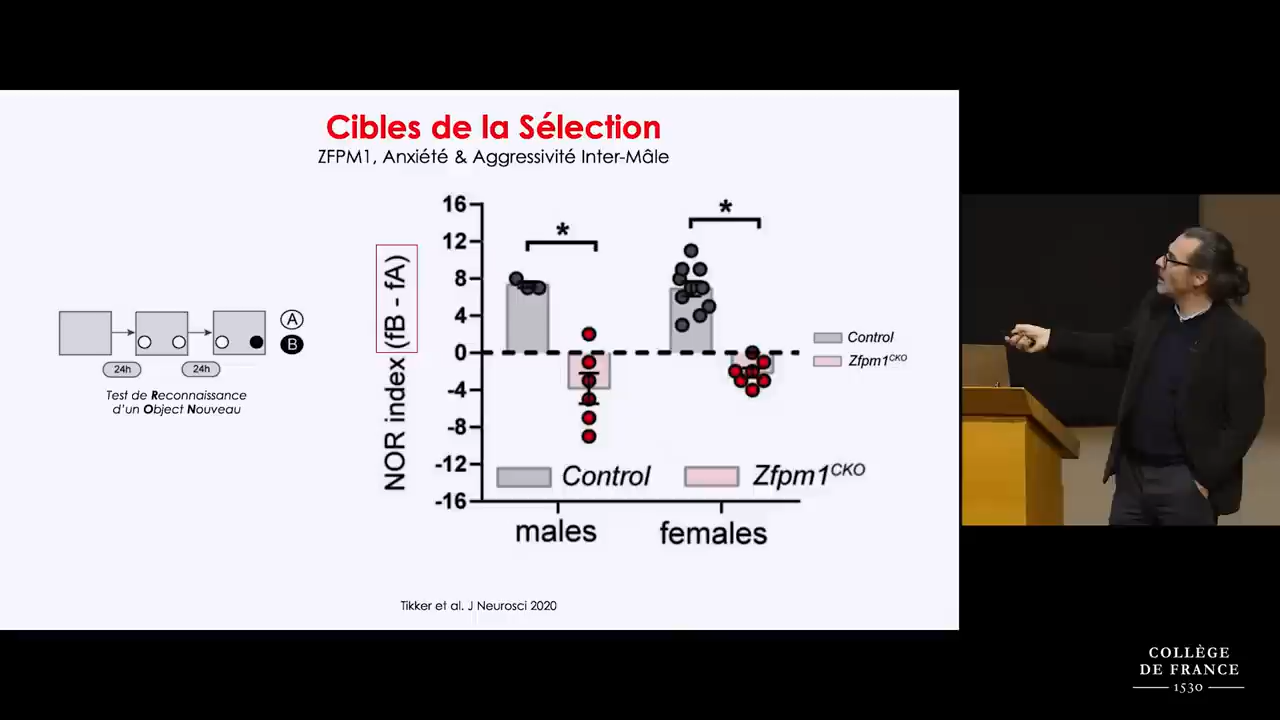 Cibles de la Sélection
ZFPM1, Anxiété & Aggressivité Inter-Mâle
A
B
24h
24h
Test de Reconnaissance
d'un Object Nouveau
NOR index (fB - fA)
16
12
8
4
0
-4
-8
-12
-16
*
*
Control
Zfpm1CKO
males
females
Control
Zfpm1CKO
Tikker et al. J Neurosci 2020
COLLÈGE
DE FRANCE
1530